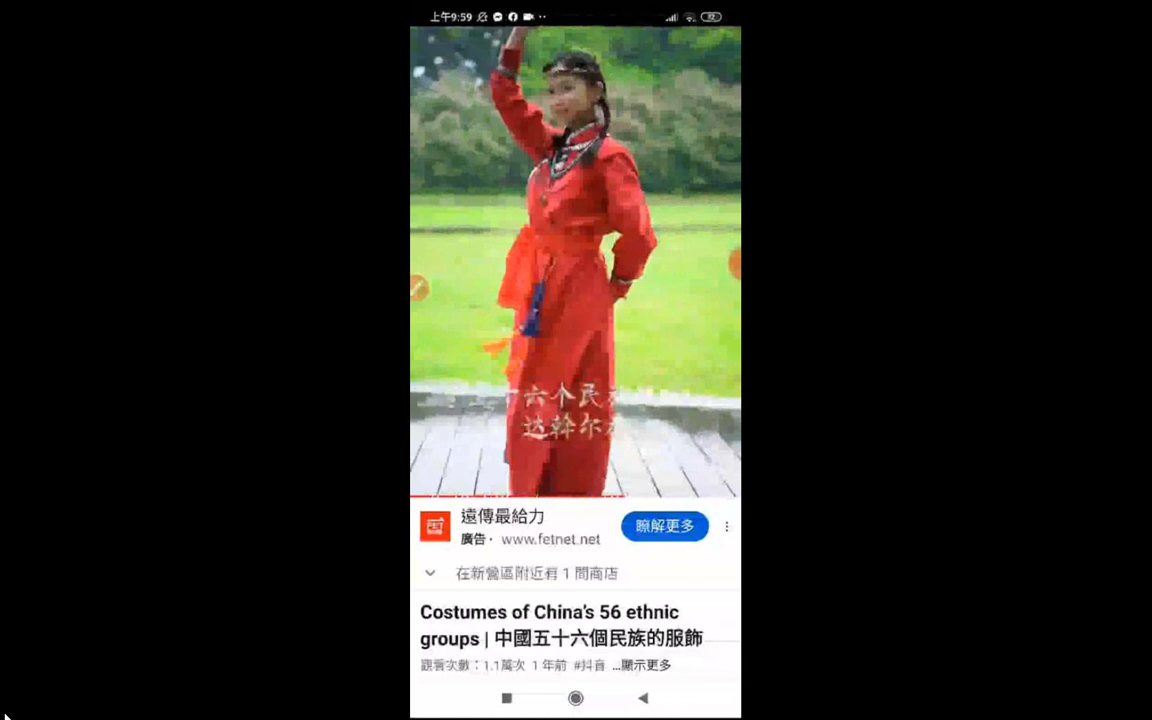 上午9:59
六个民
达斡尔
遠傳最給力
廣告 · www.fetnet.net
瞭解更多
在新營區附近有 1 間商店
Costumes of China's 56 ethnic
groups | 中國五十六個民族的服飾
觀看次數：1.1萬次 1 年前 #抖音 ...顯示更多